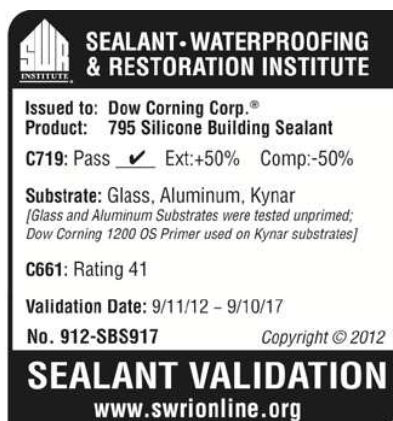 SWR
INSTITUTE®
SEALANT • WATERPROOFING
& RESTORATION INSTITUTE
Issued to: Dow Corning Corp.®
Product: 795 Silicone Building Sealant
C719: Pass ✔ Ext:+50% Comp:-50%
Substrate: Glass, Aluminum, Kynar
[Glass and Aluminum Substrates were tested unprimed;
Dow Corning 1200 OS Primer used on Kynar substrates]
C661: Rating 41
Validation Date: 9/11/12 – 9/10/17
No. 912-SBS917 Copyright © 2012
SEALANT VALIDATION
www.swrionline.org